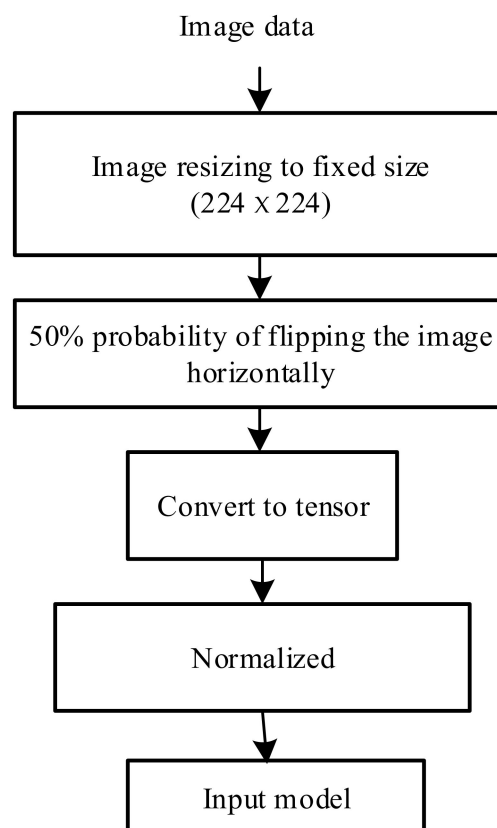 Image data
Image resizing to fixed size
(224 x 224)
50% probability of flipping the image
horizontally
Convert to tensor
Normalized
Input model